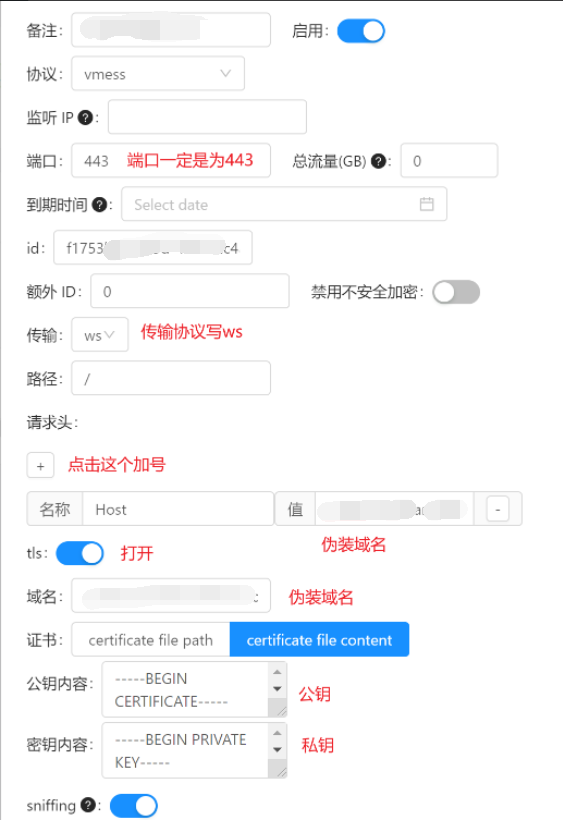 备注： 启用：
协议： vmess
监听 IP ?：
端口： 443 端口一定是为443 总流量(GB) ?： 0
到期时间 ?： Select date
id： f1753 c4
额外 ID： 0 禁用不安全加密：
传输： ws 传输协议写ws
路径： /
请求头：
+ 点击这个加号
名称 Host 值 -
伪装域名
tls： 打开
域名： 伪装域名
证书： certificate file path certificate file content
公钥内容： -----BEGIN
CERTIFICATE----- 公钥
密钥内容： -----BEGIN PRIVATE
KEY----- 私钥
sniffing ?：